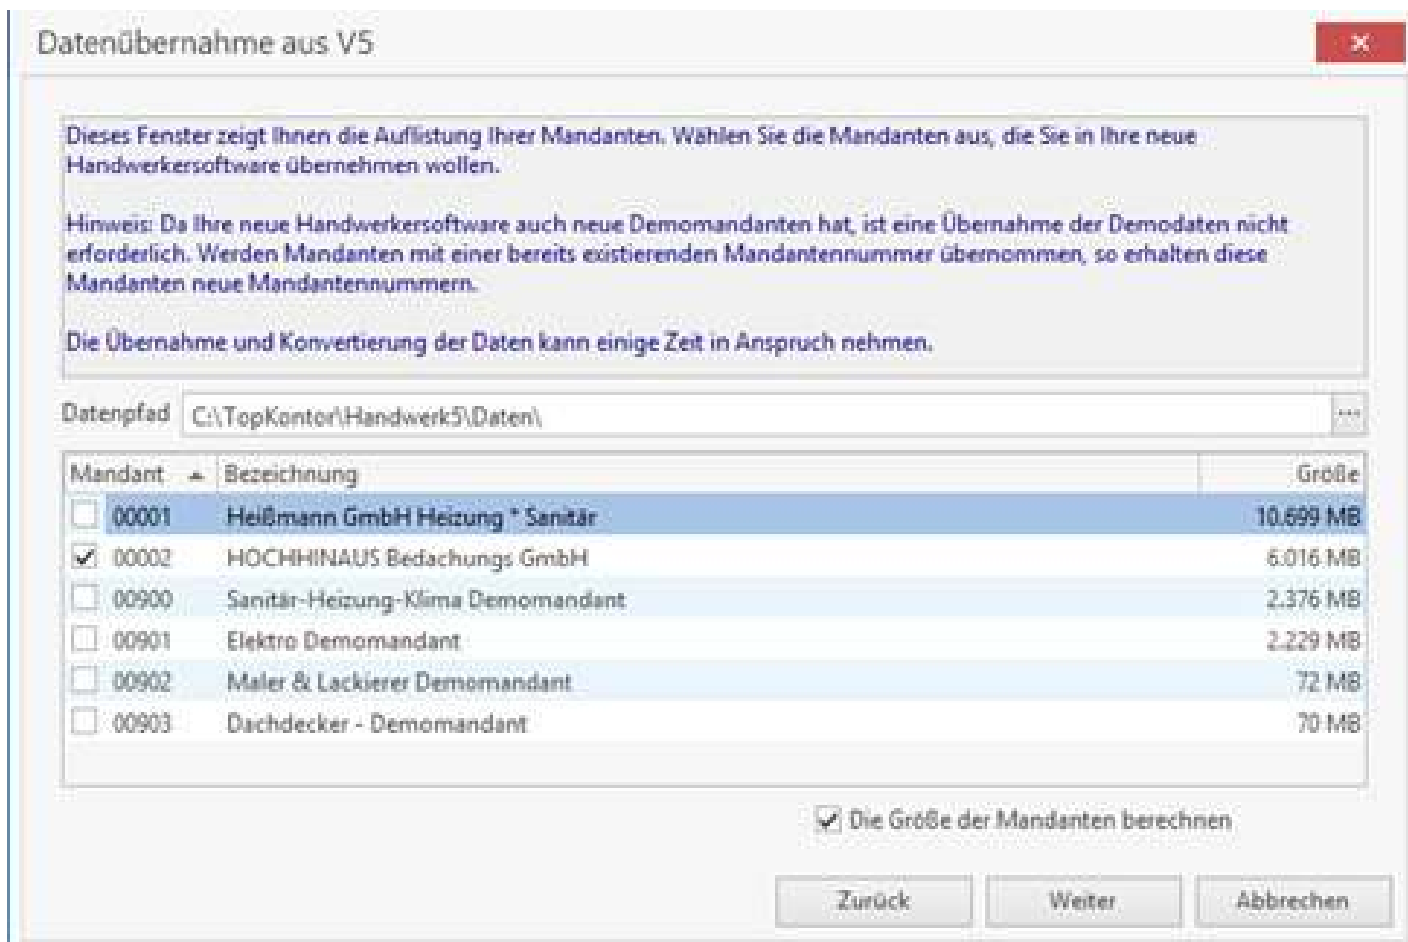 Datenübernahme aus V5
Dieses Fenster zeigt Ihnen die Auflistung Ihrer Mandanten. Wählen Sie die Mandanten aus, die Sie in Ihre neue
Handwerkersoftware übernehmen wollen.
Hinweis: Da Ihre neue Handwerkersoftware auch neue Demomandanten hat, ist eine Übernahme der Demodaten nicht
erforderlich. Werden Mandanten mit einer bereits existierenden Mandantennummer übernommen, so erhalten diese
Mandanten neue Mandantennummern.
Die Übernahme und Konvertierung der Daten kann einige Zeit in Anspruch nehmen.
Datenpfad C:\TopKontor\Handwerk5\Daten\ ...
Mandant Bezeichnung Größe
00001 Heißmann GmbH Heizung * Sanitär 10.699 MB
00002 HOCHHINAUS Bedachungs GmbH 6.016 MB
00900 Sanitär-Heizung-Klima Demomandant 2.376 MB
00901 Elektro Demomandant 2.229 MB
00902 Maler & Lackierer Demomandant 72 MB
00903 Dachdecker - Demomandant 70 MB
Die Größe der Mandanten berechnen
Zurück Weiter Abbrechen